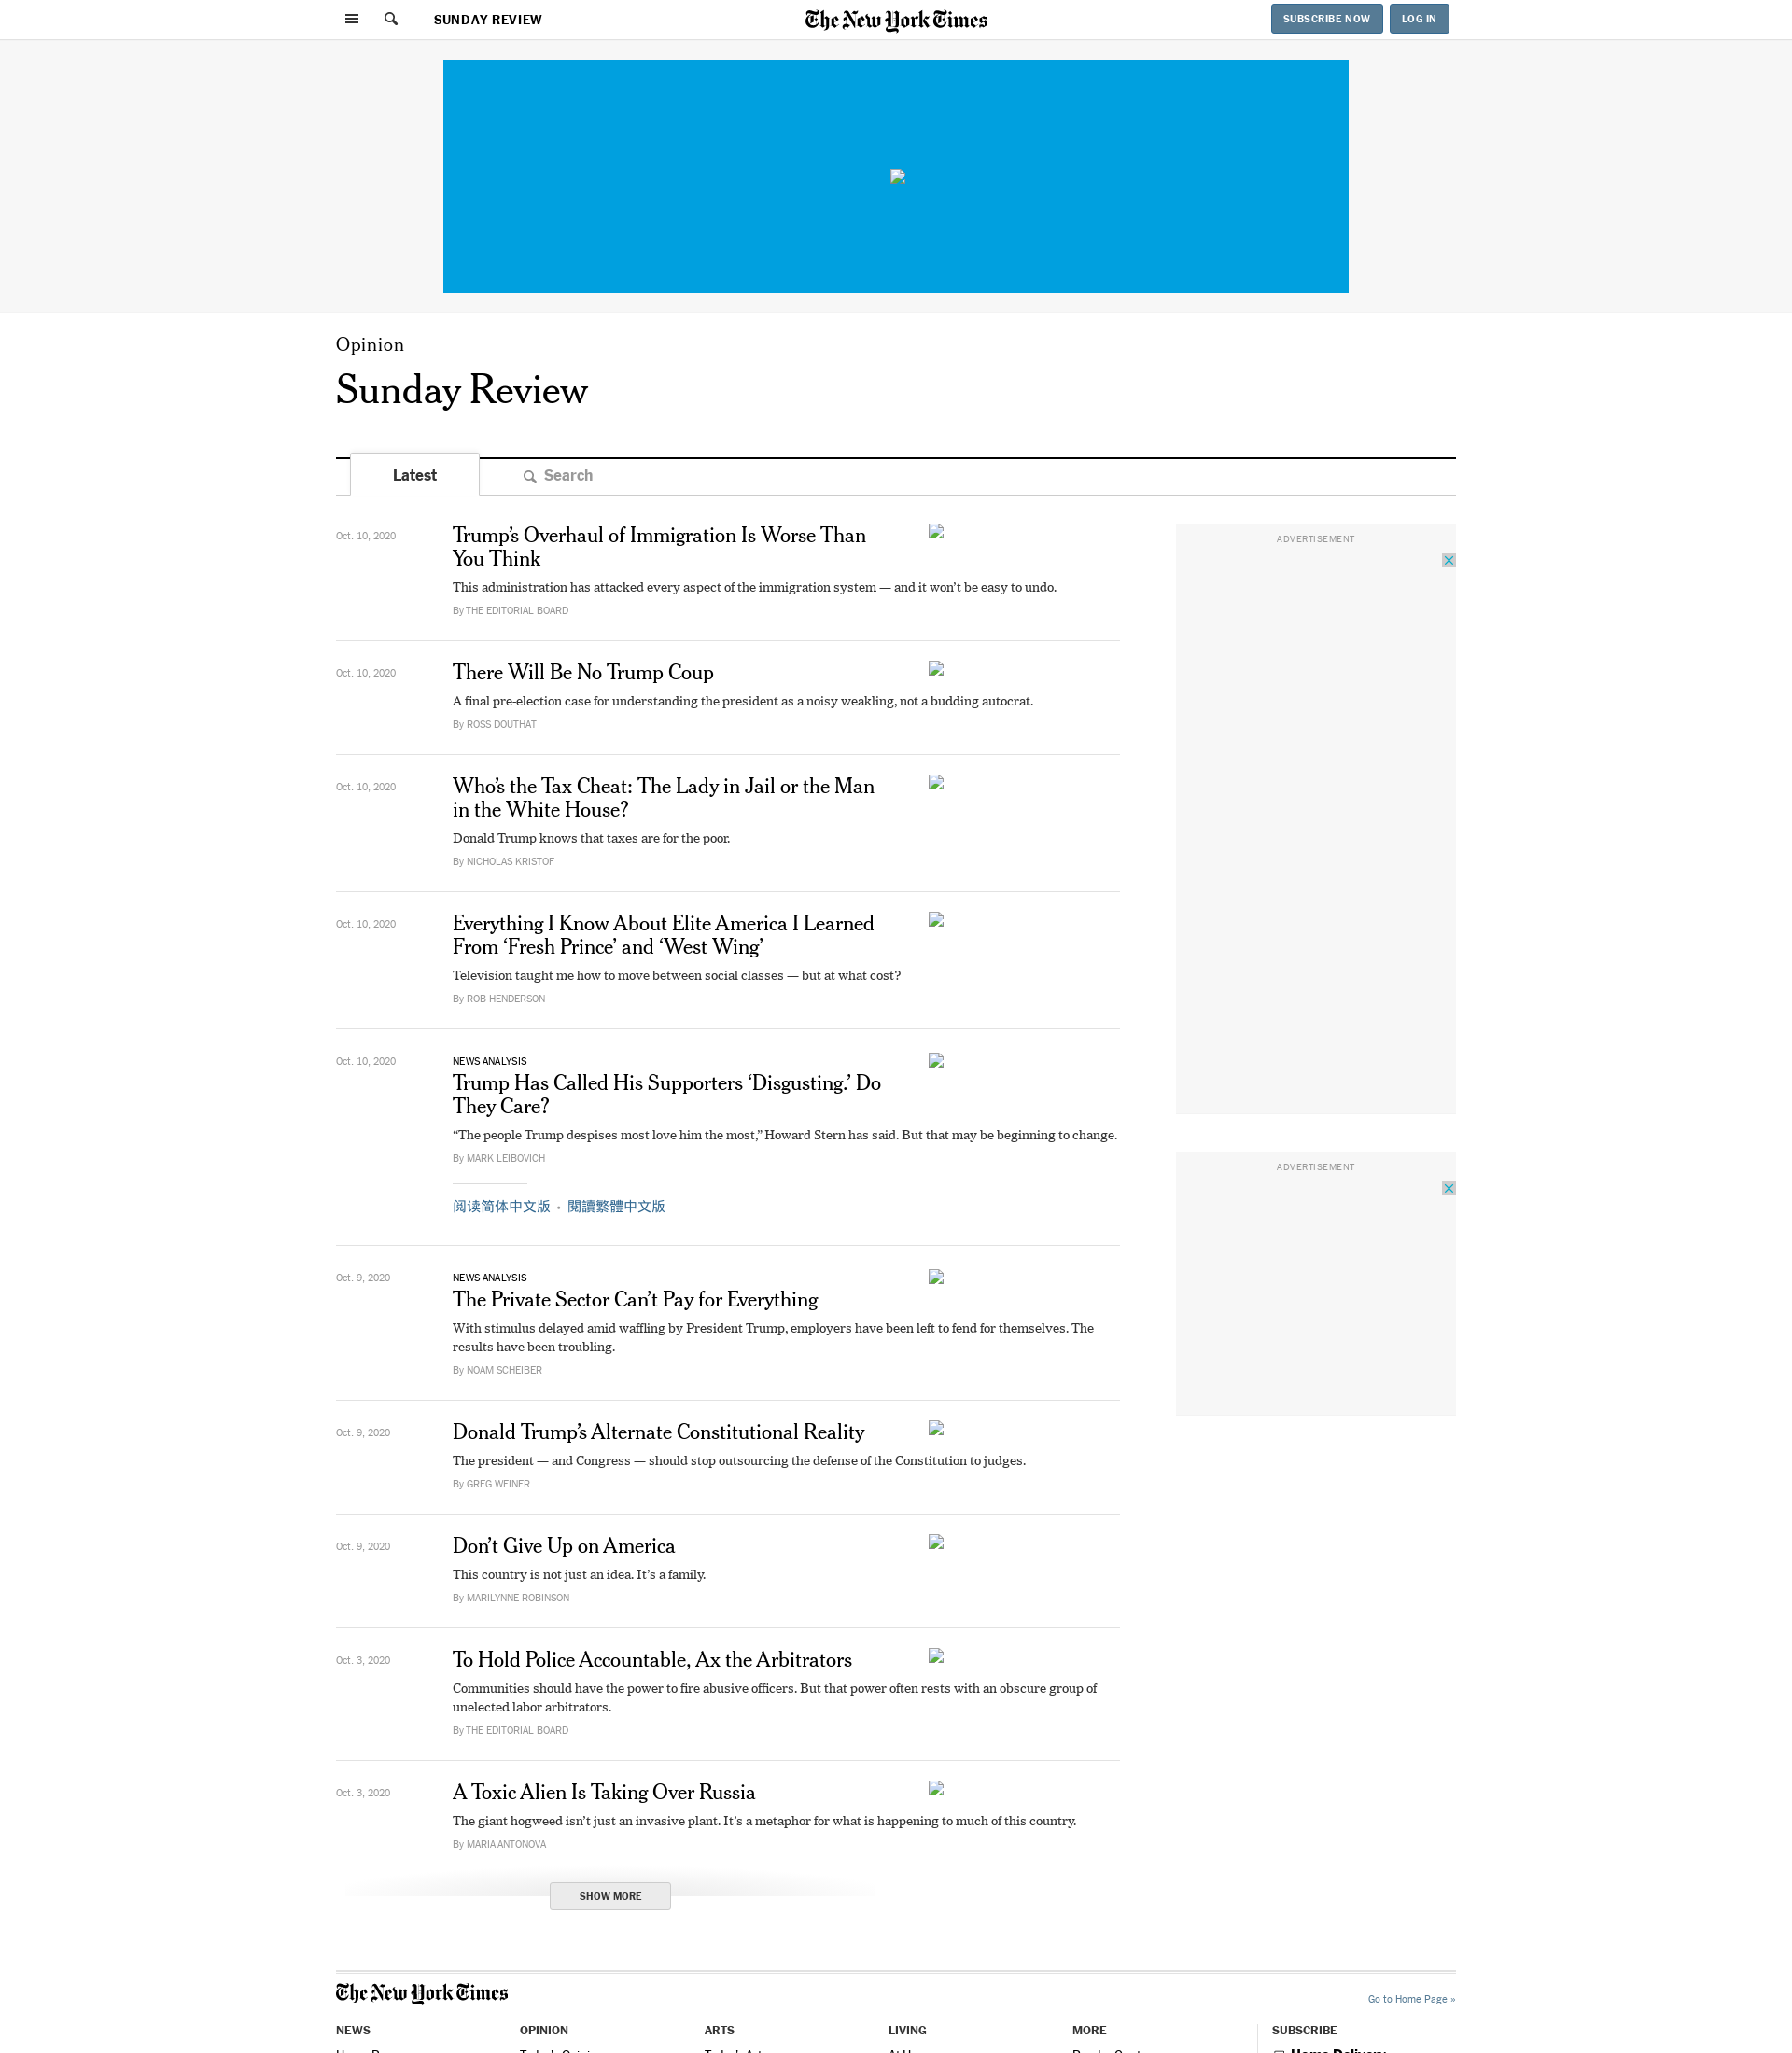 SUNDAY REVIEW
The New York Times
SUBSCRIBE NOW
LOG IN
Opinion
Sunday Review
Latest
Search
Oct. 10, 2020
Trump’s Overhaul of Immigration Is Worse Than
You Think
This administration has attacked every aspect of the immigration system — and it won’t be easy to undo.
By THE EDITORIAL BOARD
Oct. 10, 2020
There Will Be No Trump Coup
A final pre-election case for understanding the president as a noisy weakling, not a budding autocrat.
By ROSS DOUTHAT
Oct. 10, 2020
Who’s the Tax Cheat: The Lady in Jail or the Man
in the White House?
Donald Trump knows that taxes are for the poor.
By NICHOLAS KRISTOF
Oct. 10, 2020
Everything I Know About Elite America I Learned
From ‘Fresh Prince’ and ‘West Wing’
Television taught me how to move between social classes — but at what cost?
By ROB HENDERSON
Oct. 10, 2020
NEWS ANALYSIS
Trump Has Called His Supporters ‘Disgusting.’ Do
They Care?
“The people Trump despises most love him the most,” Howard Stern has said. But that may be beginning to change.
By MARK LEIBOVICH
阅读简体中文版 • 閱讀繁體中文版
Oct. 9, 2020
NEWS ANALYSIS
The Private Sector Can’t Pay for Everything
With stimulus delayed amid waffling by President Trump, employers have been left to fend for themselves. The
results have been troubling.
By NOAM SCHEIBER
Oct. 9, 2020
Donald Trump’s Alternate Constitutional Reality
The president — and Congress — should stop outsourcing the defense of the Constitution to judges.
By GREG WEINER
Oct. 9, 2020
Don’t Give Up on America
This country is not just an idea. It’s a family.
By MARILYNNE ROBINSON
Oct. 3, 2020
To Hold Police Accountable, Ax the Arbitrators
Communities should have the power to fire abusive officers. But that power often rests with an obscure group of
unelected labor arbitrators.
By THE EDITORIAL BOARD
Oct. 3, 2020
A Toxic Alien Is Taking Over Russia
The giant hogweed isn’t just an invasive plant. It’s a metaphor for what is happening to much of this country.
By MARIA ANTONOVA
SHOW MORE
ADVERTISEMENT
ADVERTISEMENT
The New York Times
Go to Home Page »
NEWS
OPINION
ARTS
LIVING
MORE
SUBSCRIBE
Home Delivery